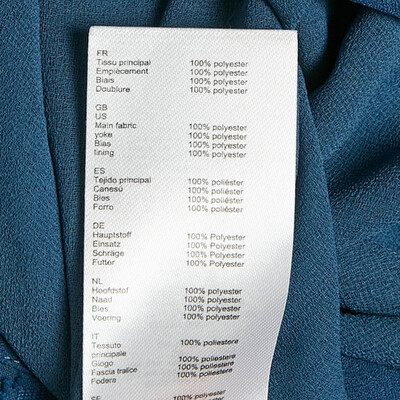 FR
Tissu principal 100% polyester
Empiècement 100% polyester
Biais 100% polyester
Doublure 100% polyester
GB
US
Main fabric 100% polyester
yoke 100% polyester
Bias 100% polyester
lining 100% polyester
ES
Tejido principal 100% poliéster
Canesú 100% poliéster
Bies 100% poliéster
Forro 100% poliéster
DE
Hauptstoff 100% Polyester
Einsatz 100% Polyester
Schräge 100% Polyester
Futter 100% Polyester
NL
Hoofdstof 100% polyester
Naad 100% polyester
Bies 100% polyester
Voering 100% polyester
IT
Tessuto 100% poliestere
principale
Glogo 100% poliestere
Fascia tralice 100% poliestere
Fodera 100% poliestere
SE